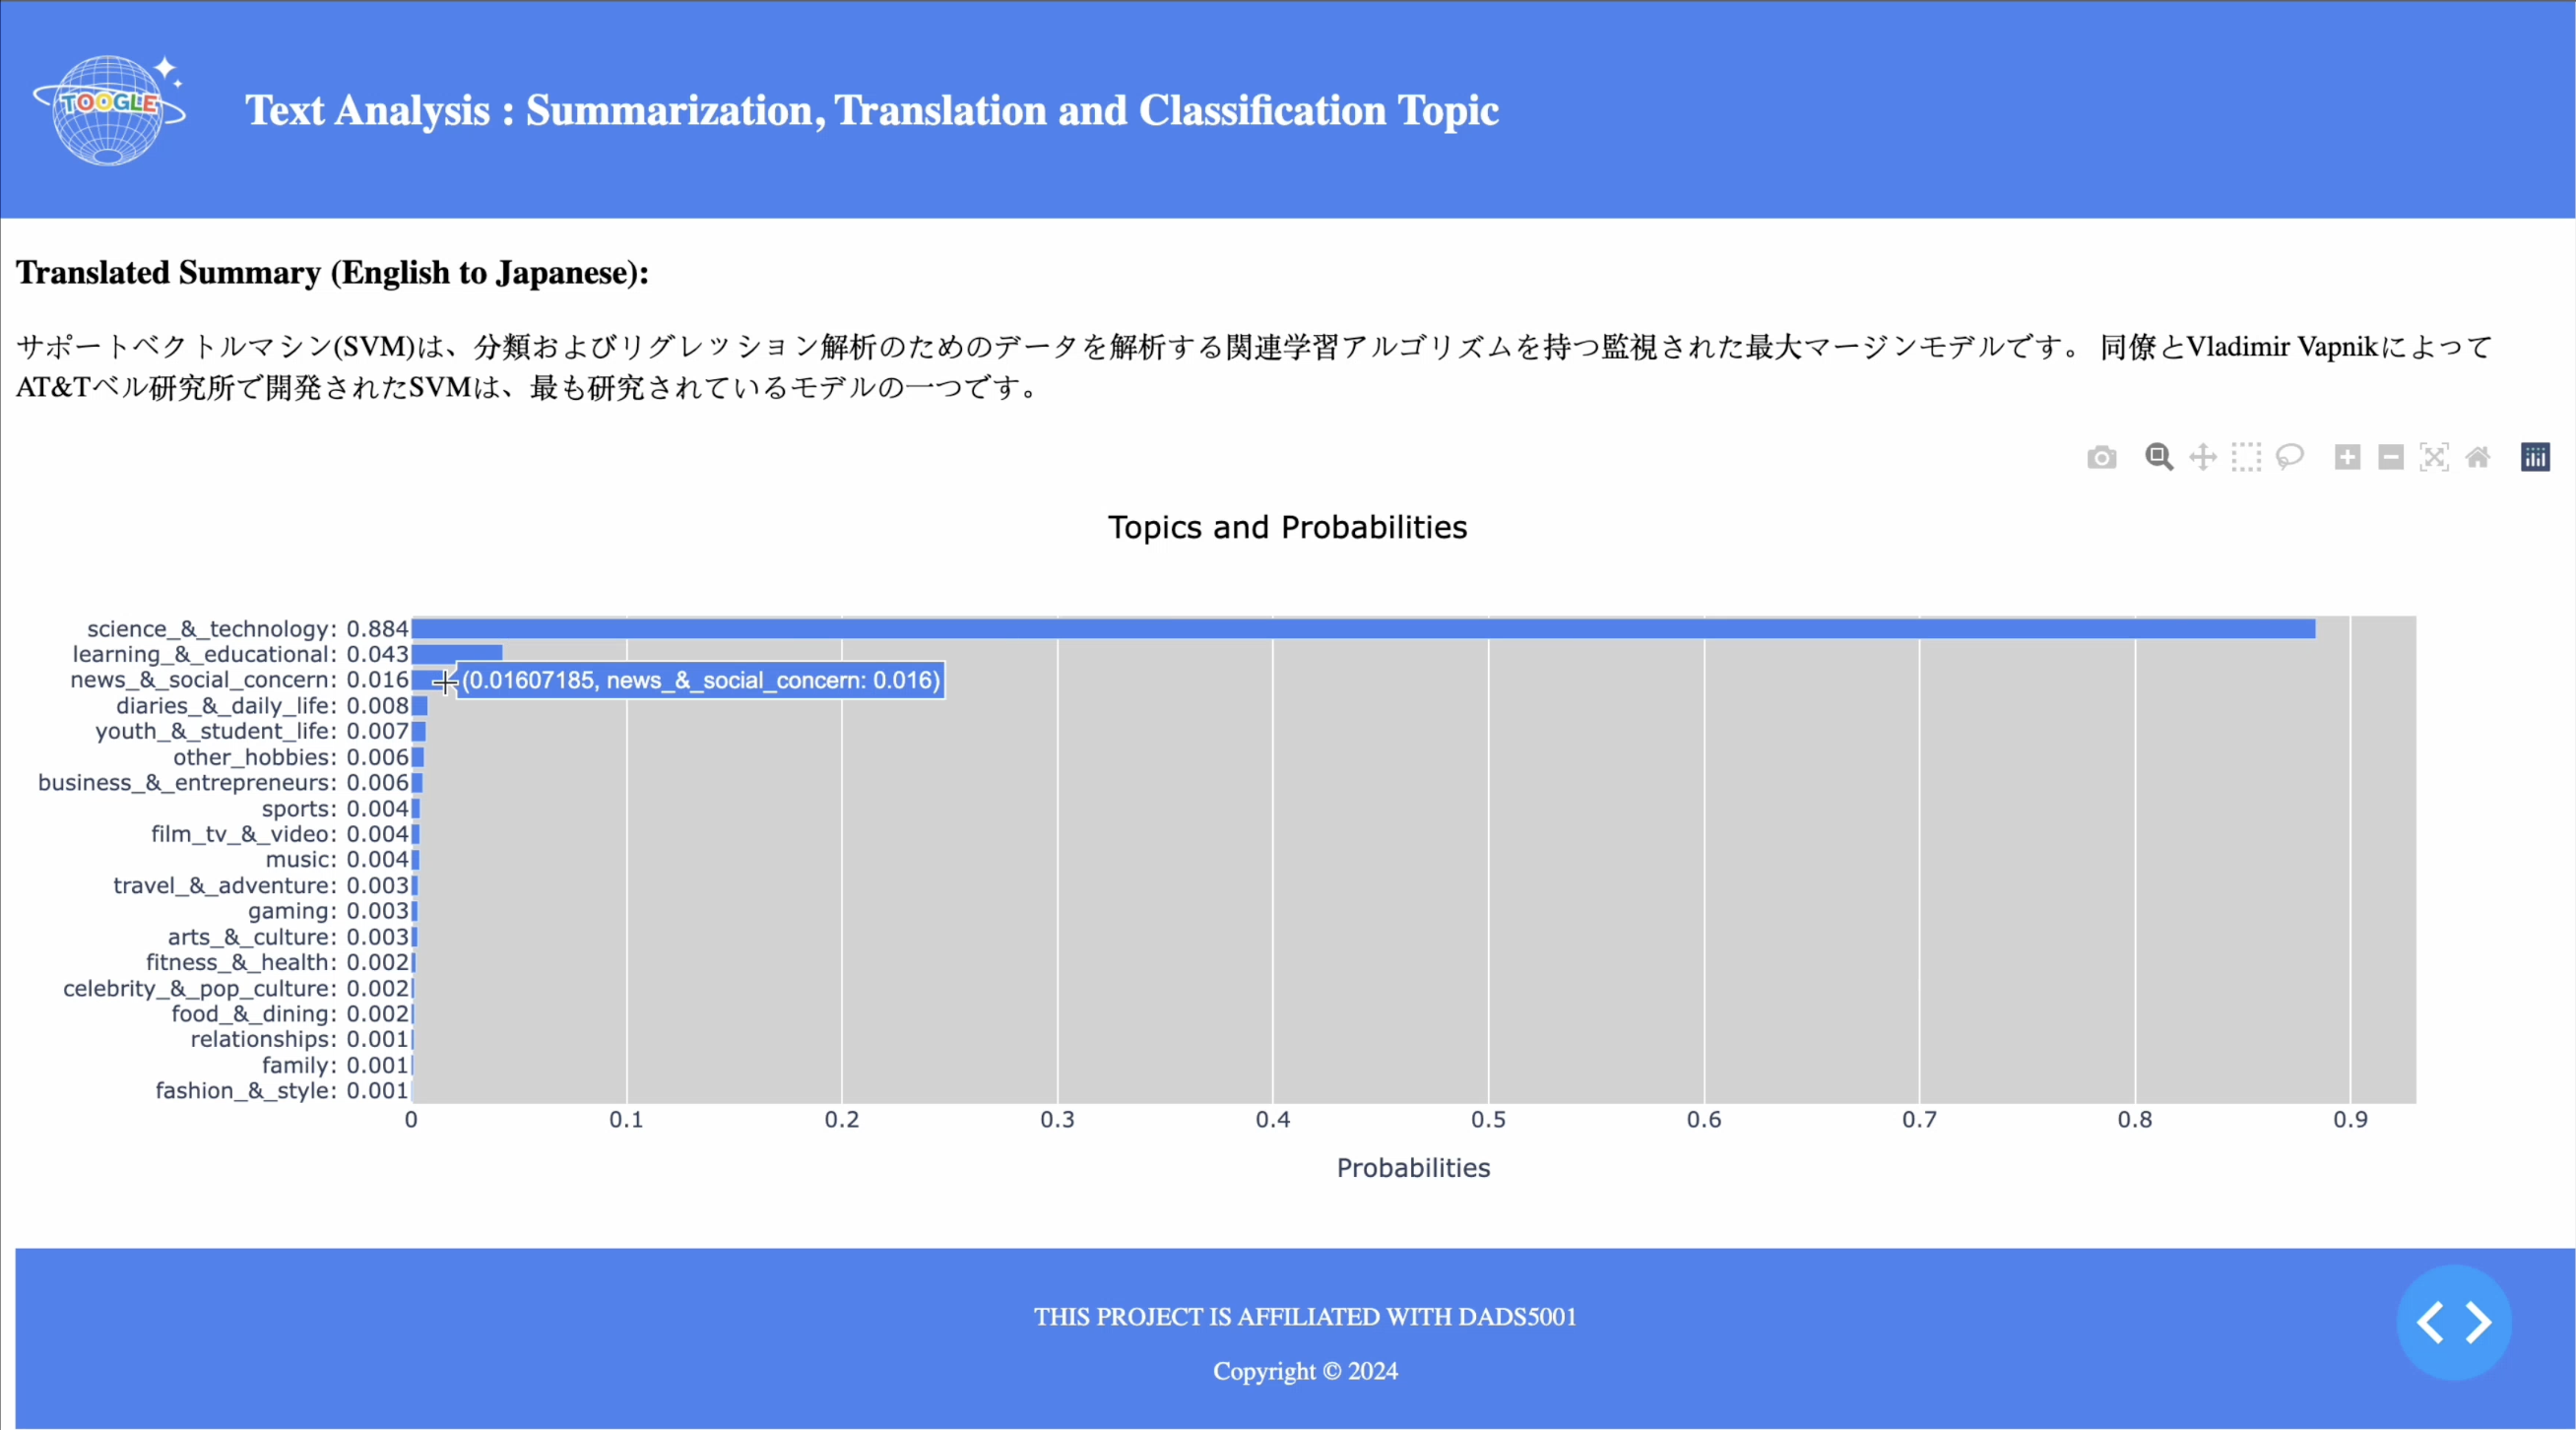 TOOGLE
Text Analysis : Summarization, Translation and Classification Topic
Translated Summary (English to Japanese):
サポートベクトルマシン(SVM)は、分類およびリグレッション解析のためのデータを解析する関連学習アルゴリズムを持つ監視された最大マージンモデルです。 同僚とVladimir Vapnikによって
AT&Tベル研究所で開発されたSVMは、最も研究されているモデルの一つです。
Topics and Probabilities
science_&_technology: 0.884
learning_&_educational: 0.043
news_&_social_concern: 0.016
(0.01607185, news_&_social_concern: 0.016)
diaries_&_daily_life: 0.008
youth_&_student_life: 0.007
other_hobbies: 0.006
business_&_entrepreneurs: 0.006
sports: 0.004
film_tv_&_video: 0.004
music: 0.004
travel_&_adventure: 0.003
gaming: 0.003
arts_&_culture: 0.003
fitness_&_health: 0.002
celebrity_&_pop_culture: 0.002
food_&_dining: 0.002
relationships: 0.001
family: 0.001
fashion_&_style: 0.001
0 0.1 0.2 0.3 0.4 0.5 0.6 0.7 0.8 0.9
Probabilities
THIS PROJECT IS AFFILIATED WITH DADS5001
Copyright © 2024